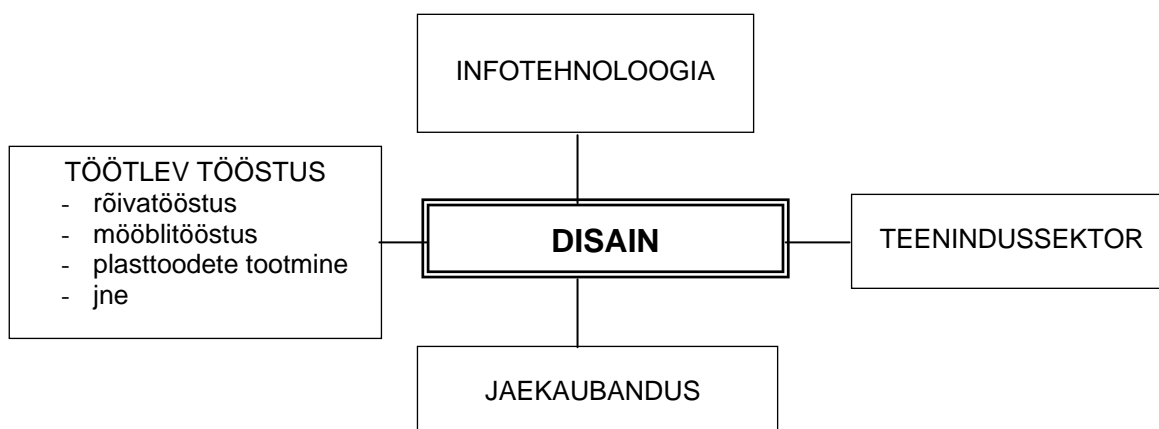 INFOTEHNOLOOGIA
TÖÖTLEV TÖÖSTUS
- rõivatööstus
- mööblitööstus
- plasttoodete tootmine
- jne
DISAIN
TEENINDUSSEKTOR
JAEKAUBANDUS